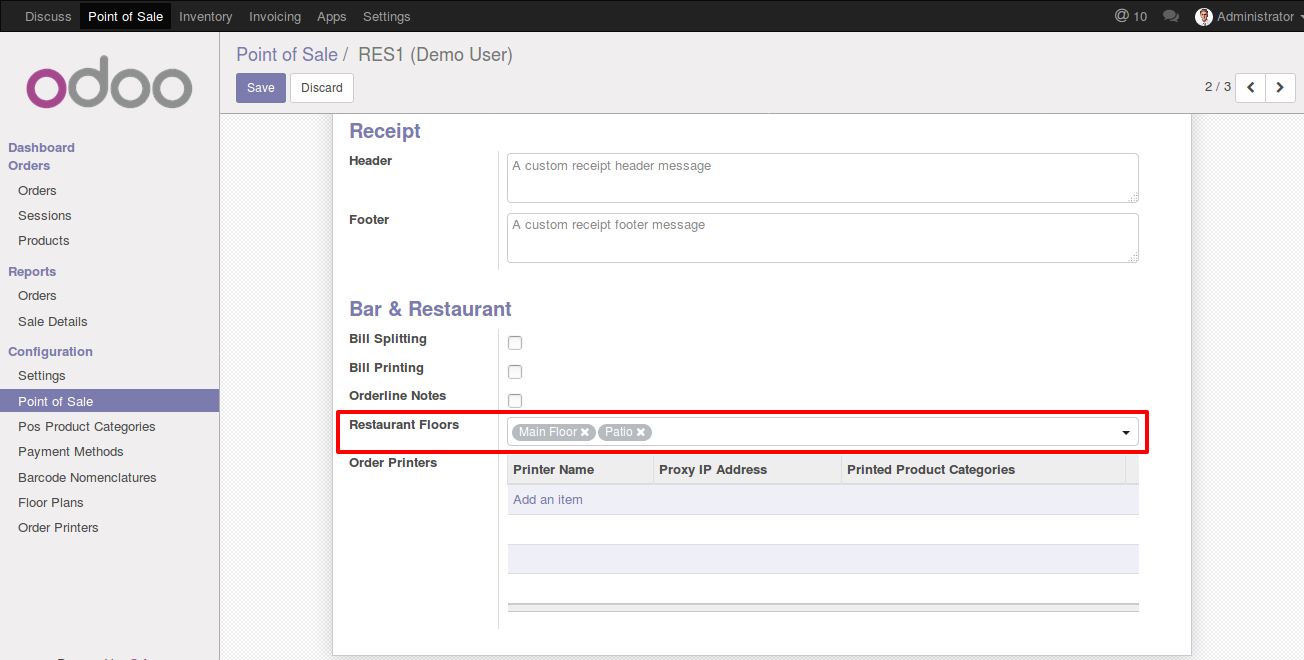 Discuss Point of Sale Inventory Invoicing Apps Settings @ 10 Administrator
odoo
Point of Sale / RES1 (Demo User)
Save Discard 2 / 3
Dashboard
Orders
Orders
Sessions
Products
Reports
Orders
Sale Details
Configuration
Settings
Point of Sale
Pos Product Categories
Payment Methods
Barcode Nomenclatures
Floor Plans
Order Printers
Receipt
Header A custom receipt header message
Footer A custom receipt footer message
Bar & Restaurant
Bill Splitting
Bill Printing
Orderline Notes
Restaurant Floors Main Floor × Patio ×
Order Printers Printer Name Proxy IP Address Printed Product Categories
Add an item